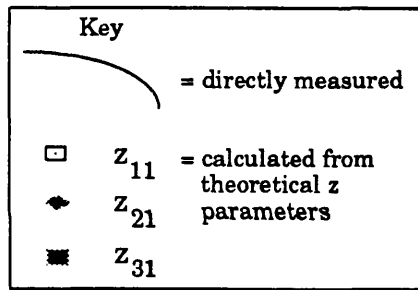 Key
= directly measured
z11 = calculated from
theoretical z
z21 parameters
z31